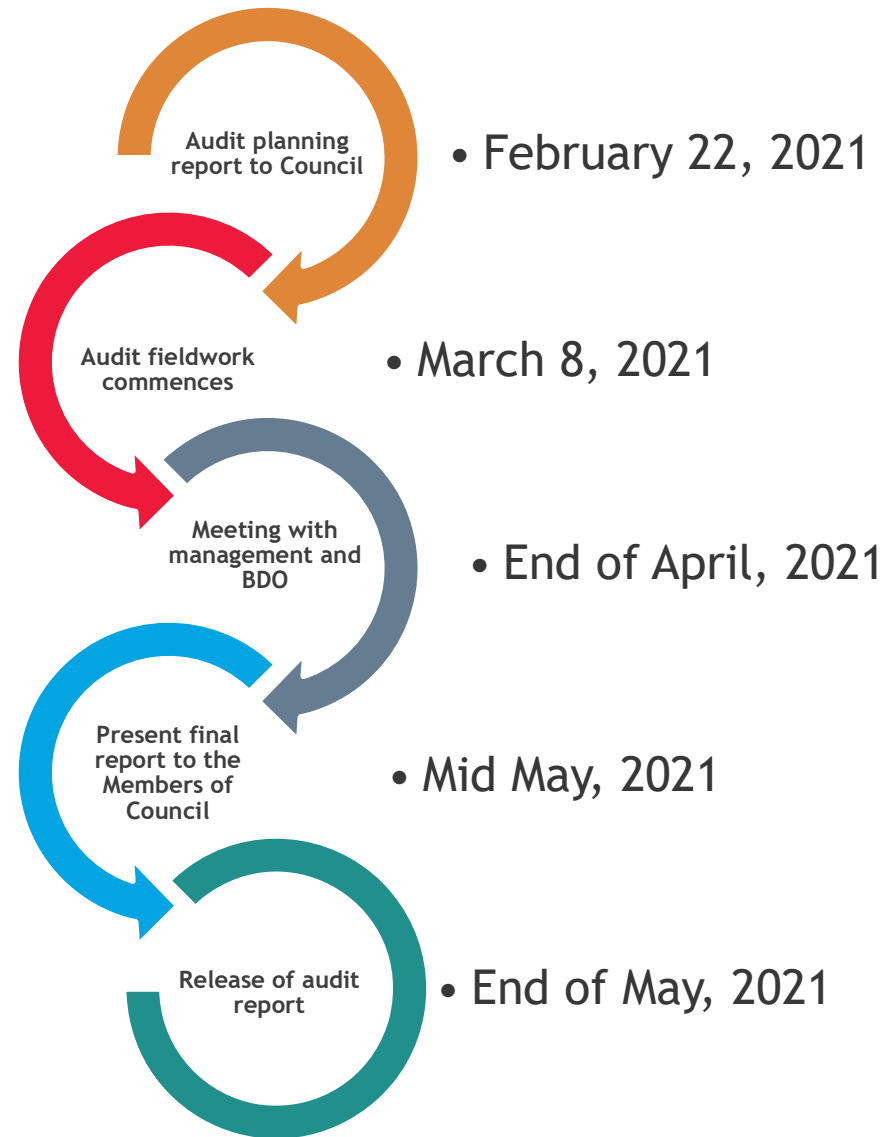 Audit planning
report to Council
• February 22, 2021
Audit fieldwork
commences
• March 8, 2021
Meeting with
management and
BDO
• End of April, 2021
Present final
report to the
Members of
Council
• Mid May, 2021
Release of audit
report
• End of May, 2021